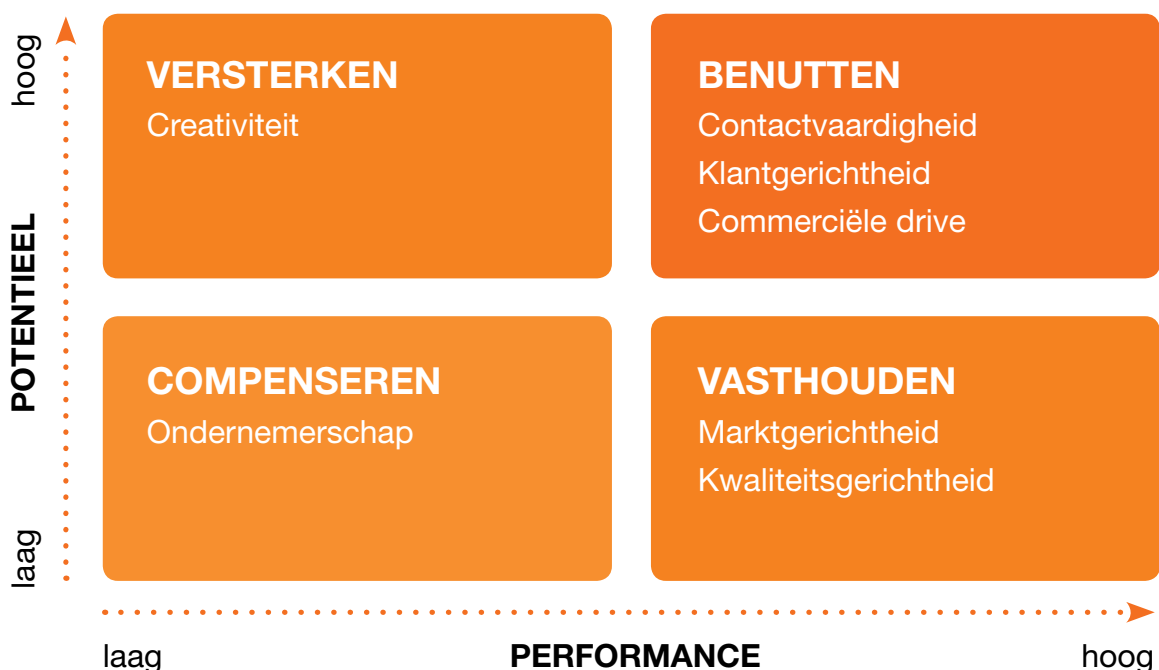 hoog
VERSTERKEN
Creativiteit
BENUTTEN
Contactvaardigheid
Klantgerichtheid
Commerciële drive
POTENTIEEL
COMPENSEREN
Ondernemerschap
VASTHOUDEN
Marktgerichtheid
Kwaliteitsgerichtheid
laag
laag
PERFORMANCE
hoog